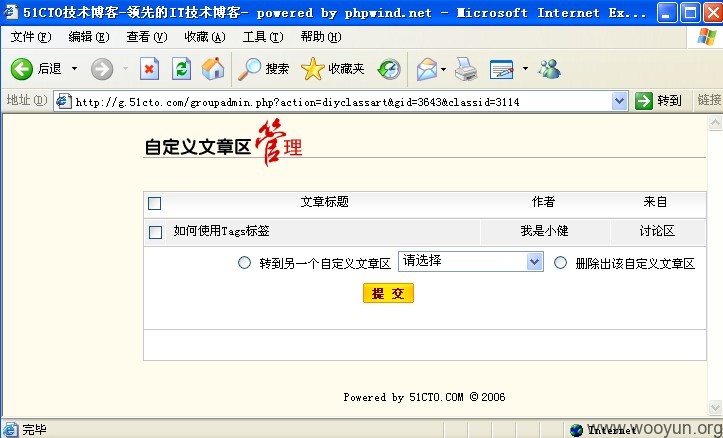 51CTO技术博客-领先的IT技术博客- powered by phpwind.net - Microsoft Internet Ex...
文件(F) 编辑(E) 查看(V) 收藏(A) 工具(T) 帮助(H)
后退 搜索 收藏夹
地址(D) http://g.51cto.com/groupadmin.php?action=diyclassart&gid=3643&classid=3114 转到 链接
自定义文章区管理
文章标题 作者 来自
如何使用Tags标签 我是小健 讨论区
转到另一个自定义文章区 请选择 删除出该自定义文章区
提 交
Powered by 51CTO.COM © 2006
www.wooyun.org
完毕 Internet